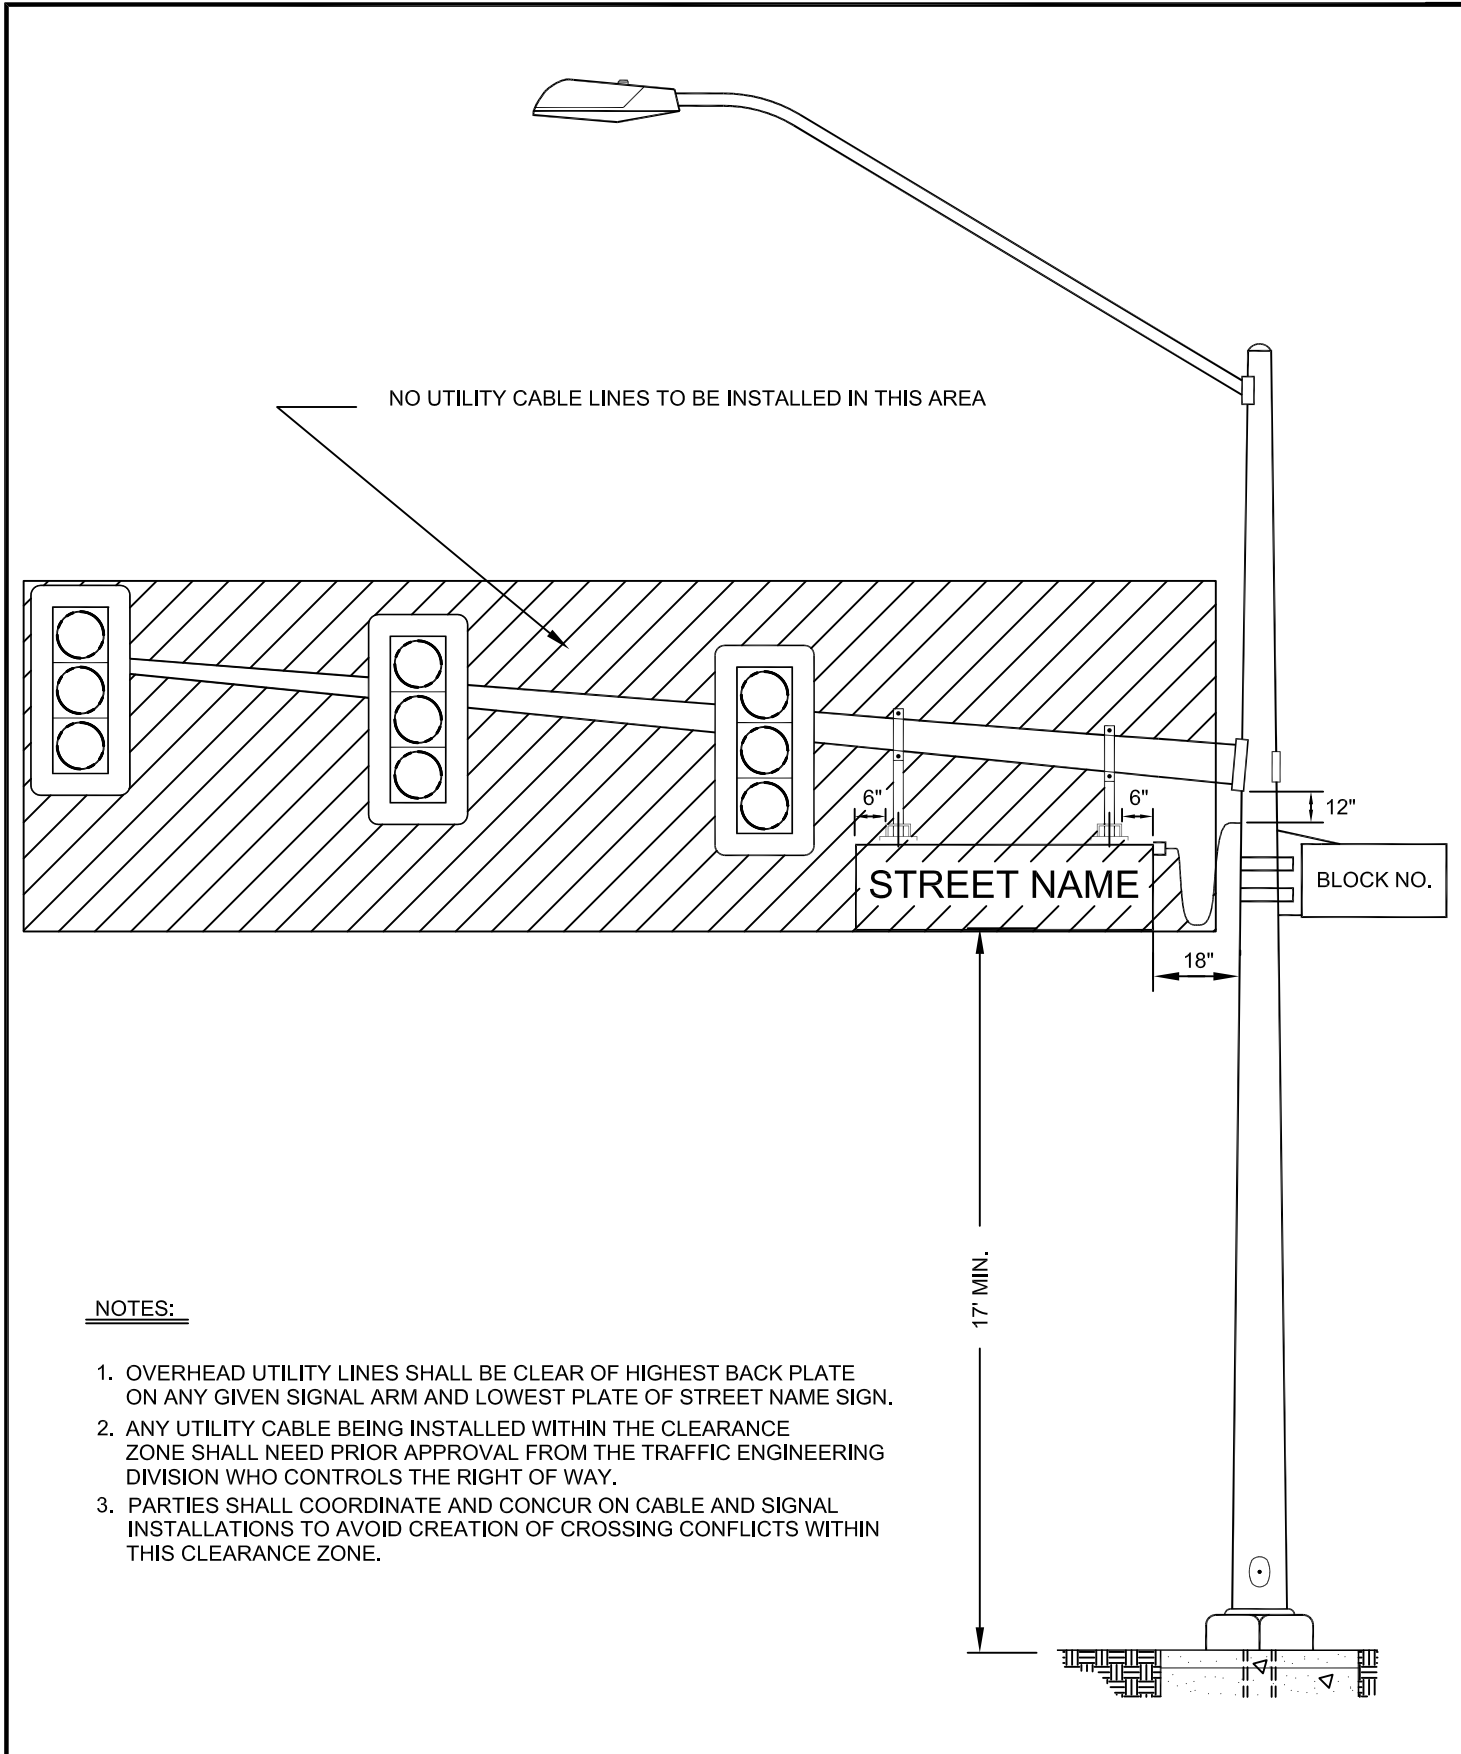 NO UTILITY CABLE LINES TO BE INSTALLED IN THIS AREA
6"
6"
12"
STREET NAME
BLOCK NO.
18"
17' MIN.
NOTES:
1. OVERHEAD UTILITY LINES SHALL BE CLEAR OF HIGHEST BACK PLATE
ON ANY GIVEN SIGNAL ARM AND LOWEST PLATE OF STREET NAME SIGN.
2. ANY UTILITY CABLE BEING INSTALLED WITHIN THE CLEARANCE
ZONE SHALL NEED PRIOR APPROVAL FROM THE TRAFFIC ENGINEERING
DIVISION WHO CONTROLS THE RIGHT OF WAY.
3. PARTIES SHALL COORDINATE AND CONCUR ON CABLE AND SIGNAL
INSTALLATIONS TO AVOID CREATION OF CROSSING CONFLICTS WITHIN
THIS CLEARANCE ZONE.